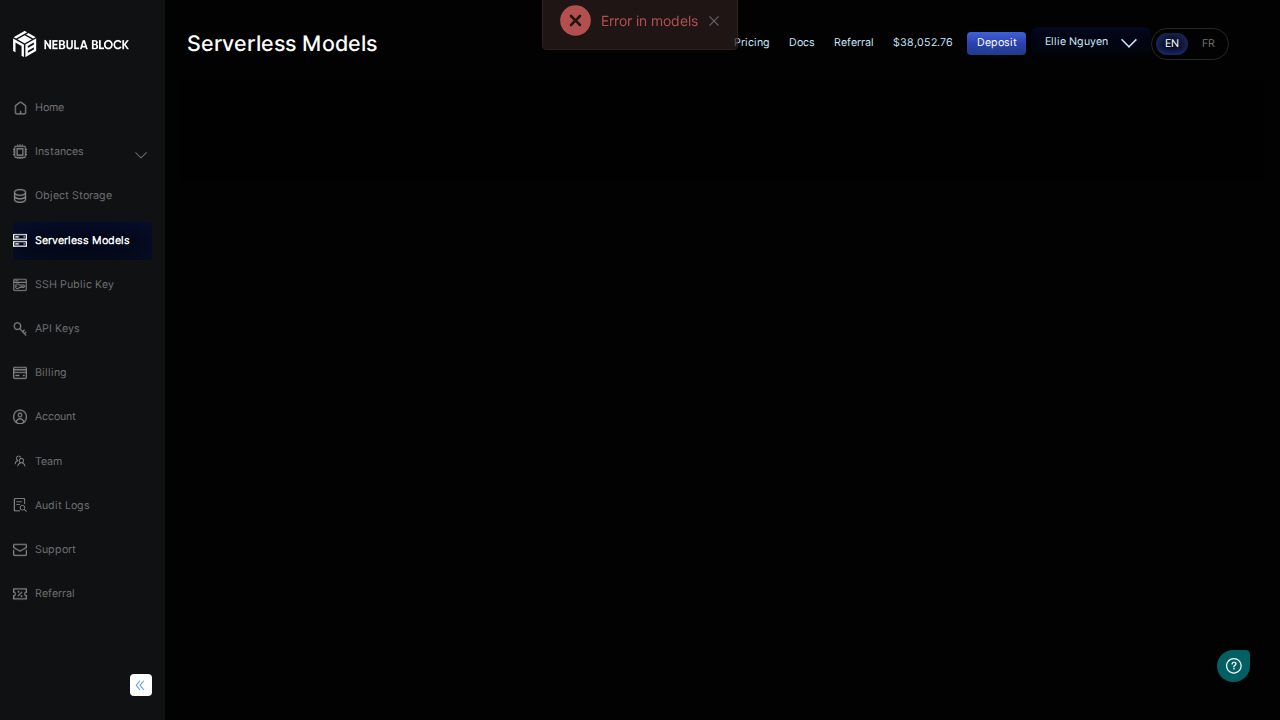 NEBULA BLOCK
Home
Instances
Object Storage
Serverless Models
SSH Public Key
API Keys
Billing
Account
Team
Audit Logs
Support
Referral
Serverless Models
Error in models
Pricing
Docs
Referral
$38,052.76
Deposit
Ellie Nguyen
EN
FR